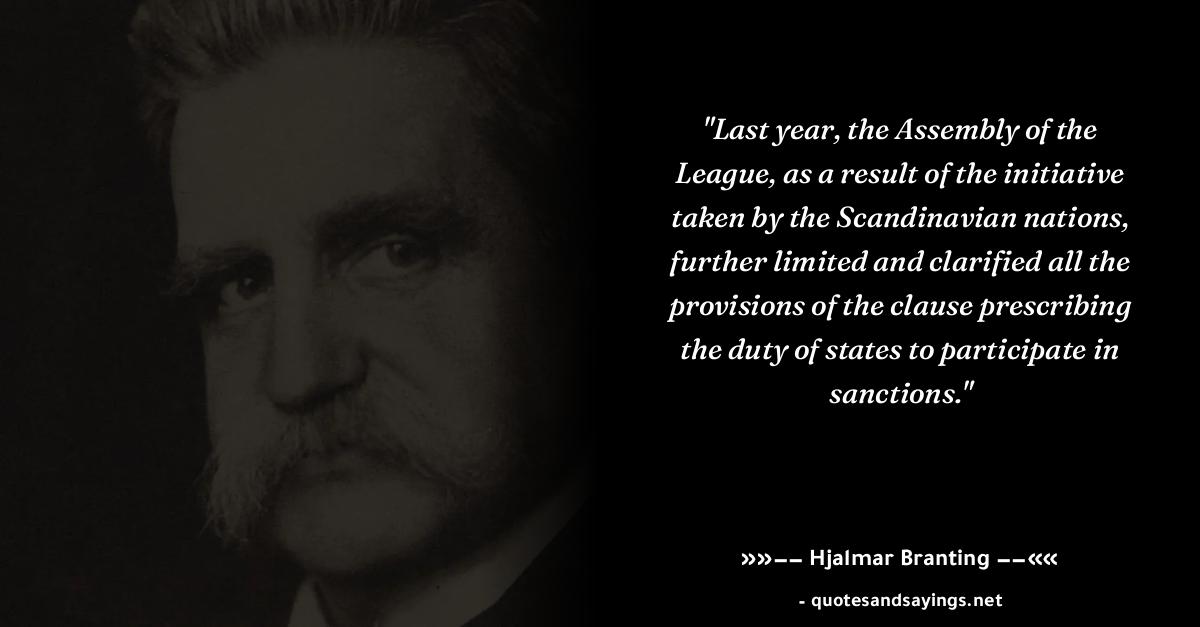 "Last year, the Assembly of the
League, as a result of the initiative
taken by the Scandinavian nations,
further limited and clarified all the
provisions of the clause prescribing
the duty of states to participate in
sanctions."
»»−− Hjalmar Branting −−««
- quotesandsayings.net